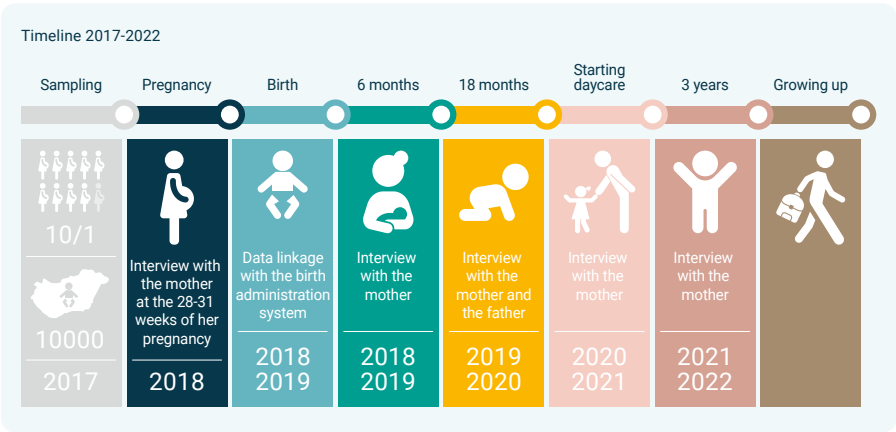 Timeline 2017-2022
Sampling
Pregnancy
Birth
6 months
18 months
Starting
daycare
3 years
Growing up
10/1
10000
2017
Interview with
the mother
at the 28-31
weeks of her
pregnancy
2018
Data linkage
with the birth
administration
system
2018
2019
Interview
with the
mother
2018
2019
Interview
with the
mother and
the father
2019
2020
Interview
with the
mother
2020
2021
Interview
with the
mother
2021
2022